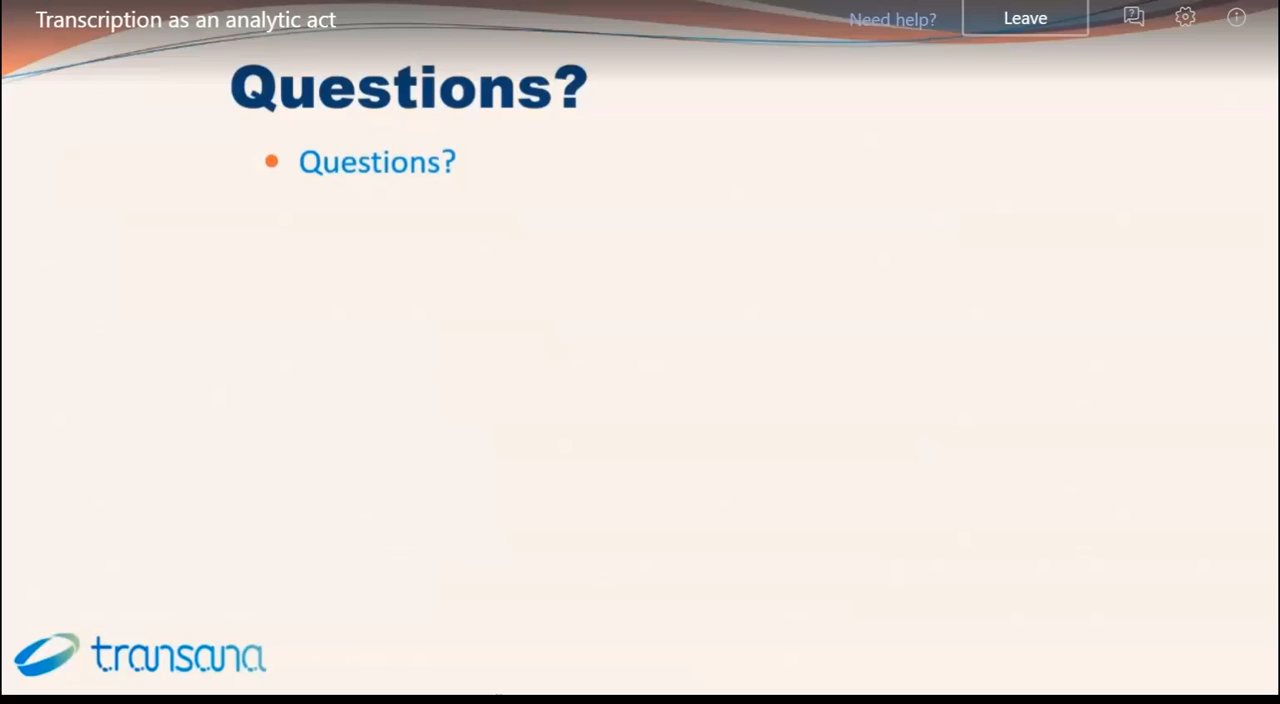 Transcription as an analytic act
Need help?
Leave
Questions?
Questions?
transana